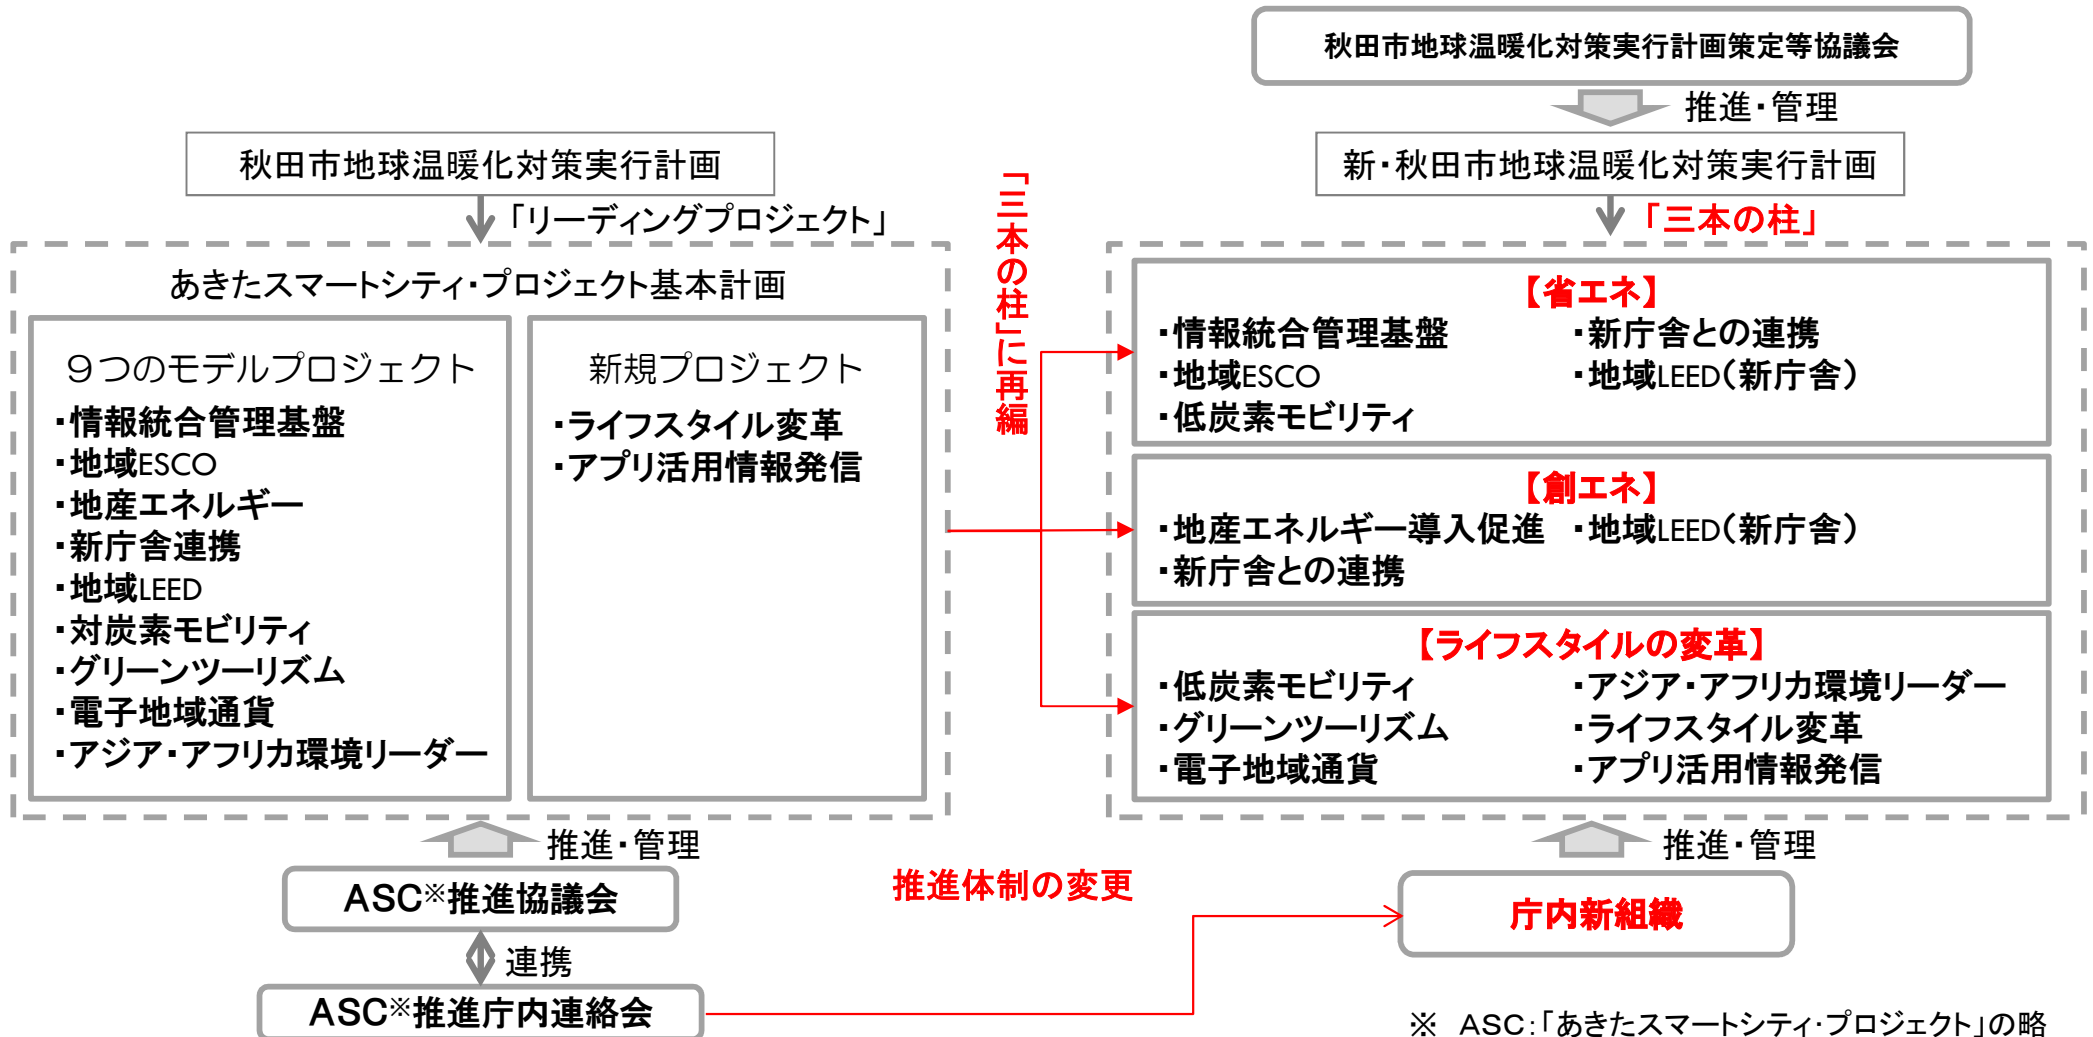 秋田市地球温暖化対策実行計画
「リーディングプロジェクト」
あきたスマートシティ・プロジェクト基本計画
９つのモデルプロジェクト
・情報統合管理基盤
・地域ESCO
・地産エネルギー
・新庁舎連携
・地域LEED
・対炭素モビリティ
・グリーンツーリズム
・電子地域通貨
・アジア・アフリカ環境リーダー
新規プロジェクト
・ライフスタイル変革
・アプリ活用情報発信
推進・管理
ASC※推進協議会
連携
ASC※推進庁内連絡会
「三本の柱」に再編
推進体制の変更
秋田市地球温暖化対策実行計画策定等協議会
推進・管理
新・秋田市地球温暖化対策実行計画
「三本の柱」
【省エネ】
・情報統合管理基盤
・地域ESCO
・低炭素モビリティ
・新庁舎との連携
・地域LEED（新庁舎）
【創エネ】
・地産エネルギー導入促進
・新庁舎との連携
・地域LEED（新庁舎）
【ライフスタイルの変革】
・低炭素モビリティ
・グリーンツーリズム
・電子地域通貨
・アジア・アフリカ環境リーダー
・ライフスタイル変革
・アプリ活用情報発信
推進・管理
庁内新組織
※ ASC：「あきたスマートシティ・プロジェクト」の略